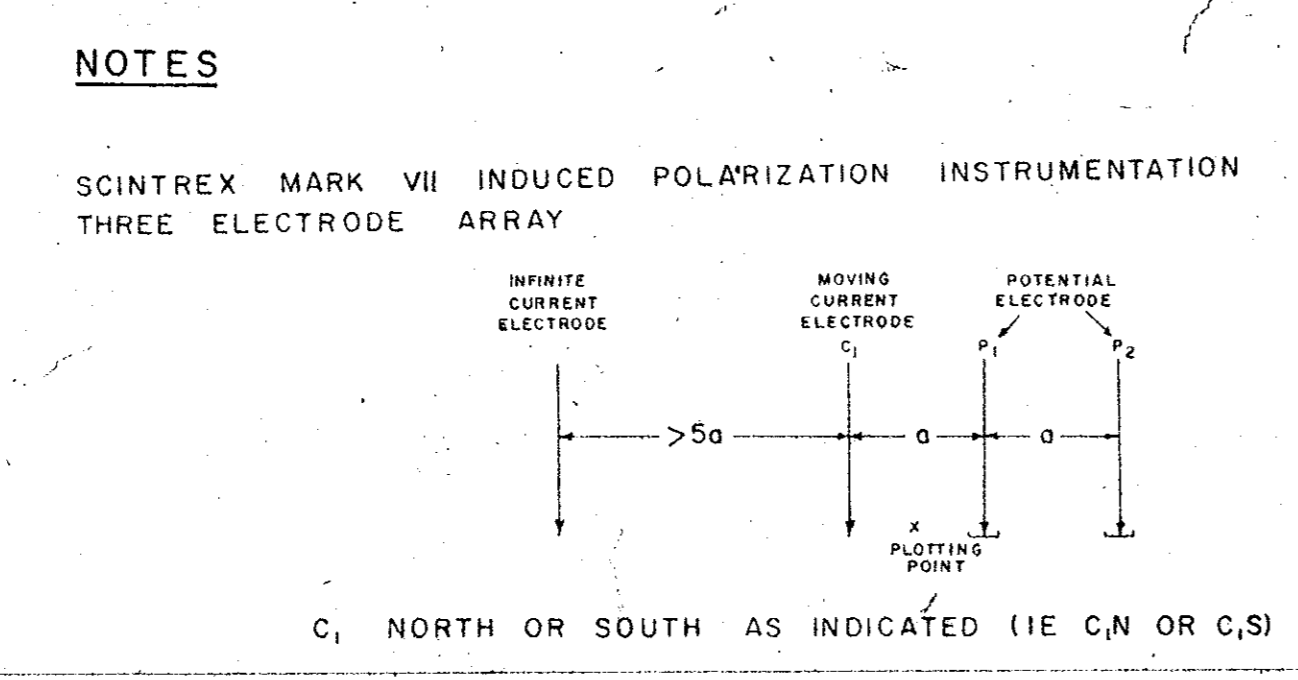 NOTES
SCINTREX MARK VII INDUCED POLARIZATION INSTRUMENTATION
THREE ELECTRODE ARRAY
INFINITE
CURRENT
ELECTRODE
MOVING
CURRENT
ELECTRODE
C₁
POTENTIAL
ELECTRODE
P₁
P₂
>5a
a
a
x
PLOTTING
POINT
C₁ NORTH OR SOUTH AS INDICATED (IE C₁N OR C₁S)